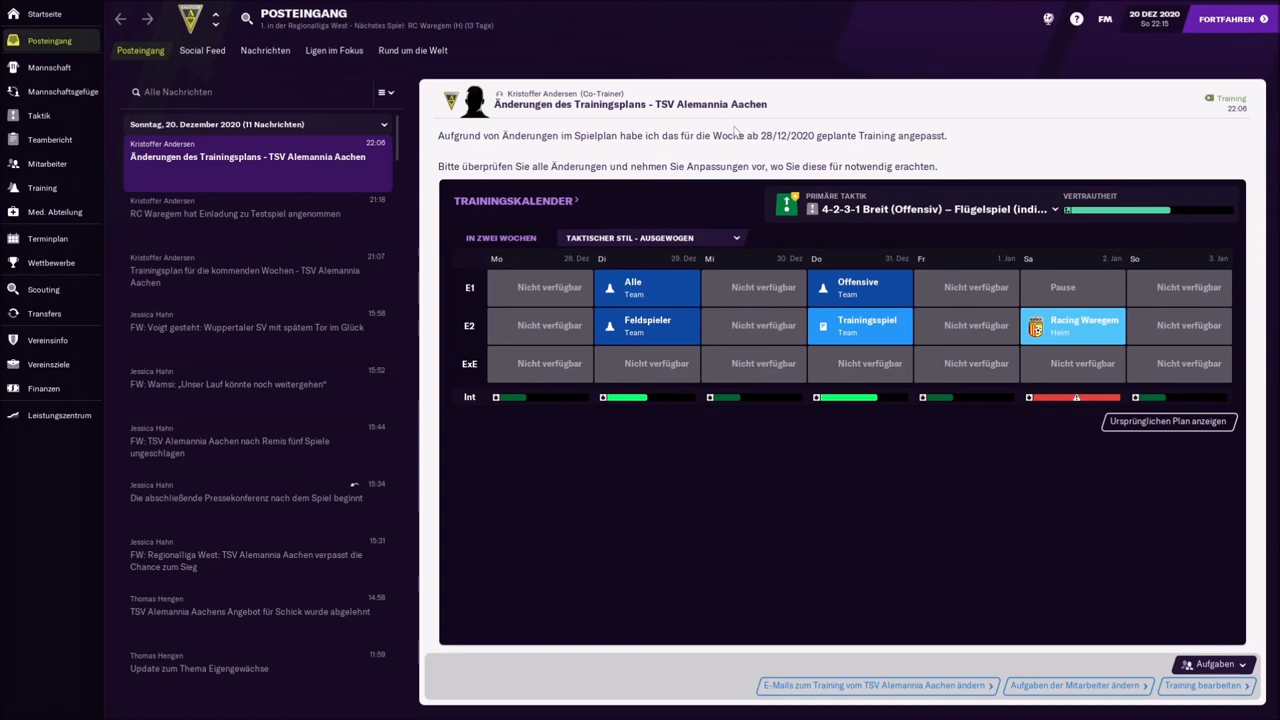 Startseite
Posteingang
Mannschaft
Mannschaftsgefüge
Taktik
Teambericht
Mitarbeiter
Training
Med. Abteilung
Terminplan
Wettbewerbe
Scouting
Transfers
Vereinsinfo
Vereinsziele
Finanzen
Leistungszentrum
POSTEINGANG
1. in der Regionalliga West - Nächstes Spiel: RC Waregem (H) (13 Tage)
FM
20 DEZ 2020
So 22:15
FORTFAHREN
Posteingang Social Feed Nachrichten Ligen im Fokus Rund um die Welt
Alle Nachrichten
Sonntag, 20. Dezember 2020 (11 Nachrichten)
Kristoffer Andersen 22:06
Änderungen des Trainingsplans - TSV Alemannia Aachen
Kristoffer Andersen 21:18
RC Waregem hat Einladung zu Testspiel angenommen
Kristoffer Andersen 21:07
Trainingsplan für die kommenden Wochen - TSV Alemannia
Aachen
Jessica Hahn 15:58
FW: Voigt gesteht: Wuppertaler SV mit spätem Tor im Glück
Jessica Hahn 15:52
FW: Wamsi: „Unser Lauf könnte noch weitergehen“
Jessica Hahn 15:44
FW: TSV Alemannia Aachen nach Remis fünf Spiele
ungeschlagen
Jessica Hahn 15:34
Die abschließende Pressekonferenz nach dem Spiel beginnt
Jessica Hahn 15:31
FW: Regionalliga West: TSV Alemannia Aachen verpasst die
Chance zum Sieg
Thomas Hengen 14:58
TSV Alemannia Aachens Angebot für Schick wurde abgelehnt
Thomas Hengen 11:59
Update zum Thema Eigengewächse
Kristoffer Andersen (Co-Trainer)
Änderungen des Trainingsplans - TSV Alemannia Aachen
Training
22:06
Aufgrund von Änderungen im Spielplan habe ich das für die Woche ab 28/12/2020 geplante Training angepasst.
Bitte überprüfen Sie alle Änderungen und nehmen Sie Anpassungen vor, wo Sie diese für notwendig erachten.
TRAININGSKALENDER
PRIMÄRE TAKTIK
4-2-3-1 Breit (Offensiv) – Flügelspiel (indi...
VERTRAUTHEIT
IN ZWEI WOCHEN TAKTISCHER STIL - AUSGEWOGEN
Mo 28. Dez Di 29. Dez Mi 30. Dez Do 31. Dez Fr 1. Jan Sa 2. Jan So 3. Jan
E1 Nicht verfügbar Alle Team Nicht verfügbar Offensive Team Nicht verfügbar Pause Nicht verfügbar
E2 Nicht verfügbar Feldspieler Team Nicht verfügbar Trainingsspiel Team Nicht verfügbar Racing Waregem Heim Nicht verfügbar
ExE Nicht verfügbar Nicht verfügbar Nicht verfügbar Nicht verfügbar Nicht verfügbar Nicht verfügbar Nicht verfügbar
Int
Ursprünglichen Plan anzeigen
Aufgaben
E-Mails zum Training vom TSV Alemannia Aachen ändern
Aufgaben der Mitarbeiter ändern
Training bearbeiten